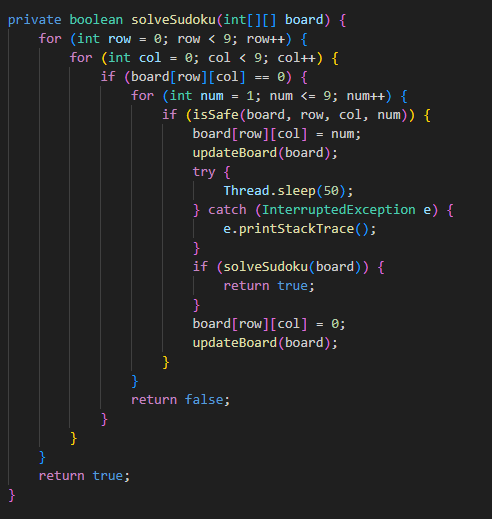 private boolean solveSudoku(int[][] board) {
    for (int row = 0; row < 9; row++) {
        for (int col = 0; col < 9; col++) {
            if (board[row][col] == 0) {
                for (int num = 1; num <= 9; num++) {
                    if (isSafe(board, row, col, num)) {
                        board[row][col] = num;
                        updateBoard(board);
                        try {
                            Thread.sleep(50);
                        } catch (InterruptedException e) {
                            e.printStackTrace();
                        }
                        if (solveSudoku(board)) {
                            return true;
                        }
                        board[row][col] = 0;
                        updateBoard(board);
                    }
                }
                return false;
            }
        }
    }
    return true;
}